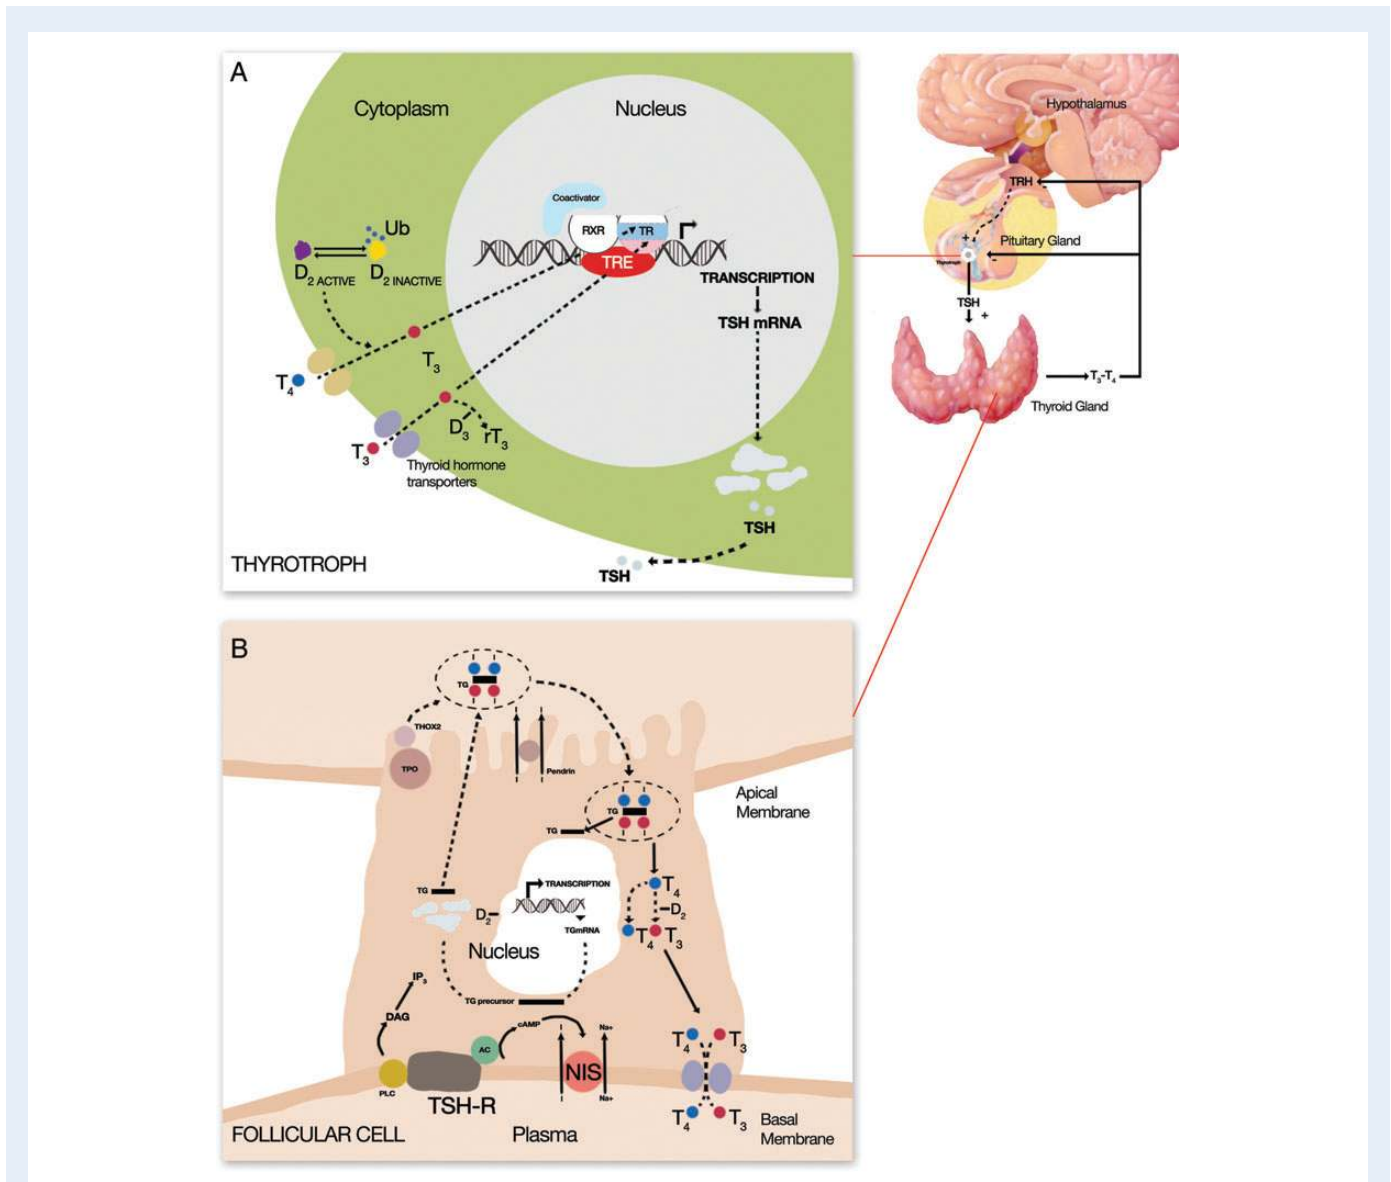 A
Cytoplasm
Nucleus
Coactivator
RXR
TR
TRE
Ub
D2 ACTIVE
D2 INACTIVE
TRANSCRIPTION
TSH mRNA
T3
T4
D3
rT3
T3
Thyroid hormone
transporters
TSH
TSH
THYROTROPH
Hypothalamus
TRH
-
Pituitary Gland
+
Thyrotroph
-
TSH
+
T3-T4
Thyroid Gland
B
TG
THOX2
TPO
I
I
I
I
Pendrin
Apical
Membrane
TG
TG
T4
D2
T4
T3
TG
D2
TRANSCRIPTION
TGmRNA
Nucleus
TG precursor
IP3
DAG
cAMP
AC
PLC
TSH-R
I
I
NIS
Na+
Na+
T4
T3
T4
T3
Basal
Membrane
Plasma
FOLLICULAR CELL